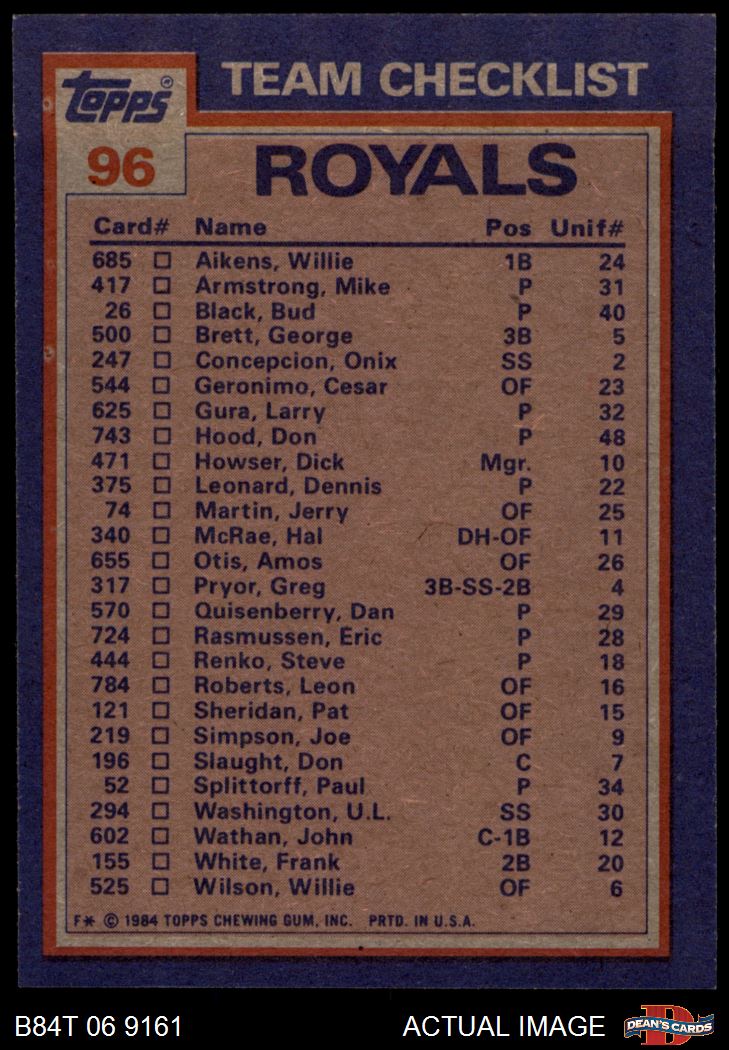 Topps®
TEAM CHECKLIST
96
ROYALS
Card# Name Pos Unif#
685 Aikens, Willie 1B 24
417 Armstrong, Mike P 31
26 Black, Bud P 40
500 Brett, George 3B 5
247 Concepcion, Onix SS 2
544 Geronimo, Cesar OF 23
625 Gura, Larry P 32
743 Hood, Don P 48
471 Howser, Dick Mgr. 10
375 Leonard, Dennis P 22
74 Martin, Jerry OF 25
340 McRae, Hal DH-OF 11
655 Otis, Amos OF 26
317 Pryor, Greg 3B-SS-2B 4
570 Quisenberry, Dan P 29
724 Rasmussen, Eric P 28
444 Renko, Steve P 18
784 Roberts, Leon OF 16
121 Sheridan, Pat OF 15
219 Simpson, Joe OF 9
196 Slaught, Don C 7
52 Splittorff, Paul P 34
294 Washington, U.L. SS 30
602 Wathan, John C-1B 12
155 White, Frank 2B 20
525 Wilson, Willie OF 6
F* © 1984 TOPPS CHEWING GUM, INC. PRTD. IN U.S.A.
B84T 06 9161 ACTUAL IMAGE
D
DEAN'S CARDS